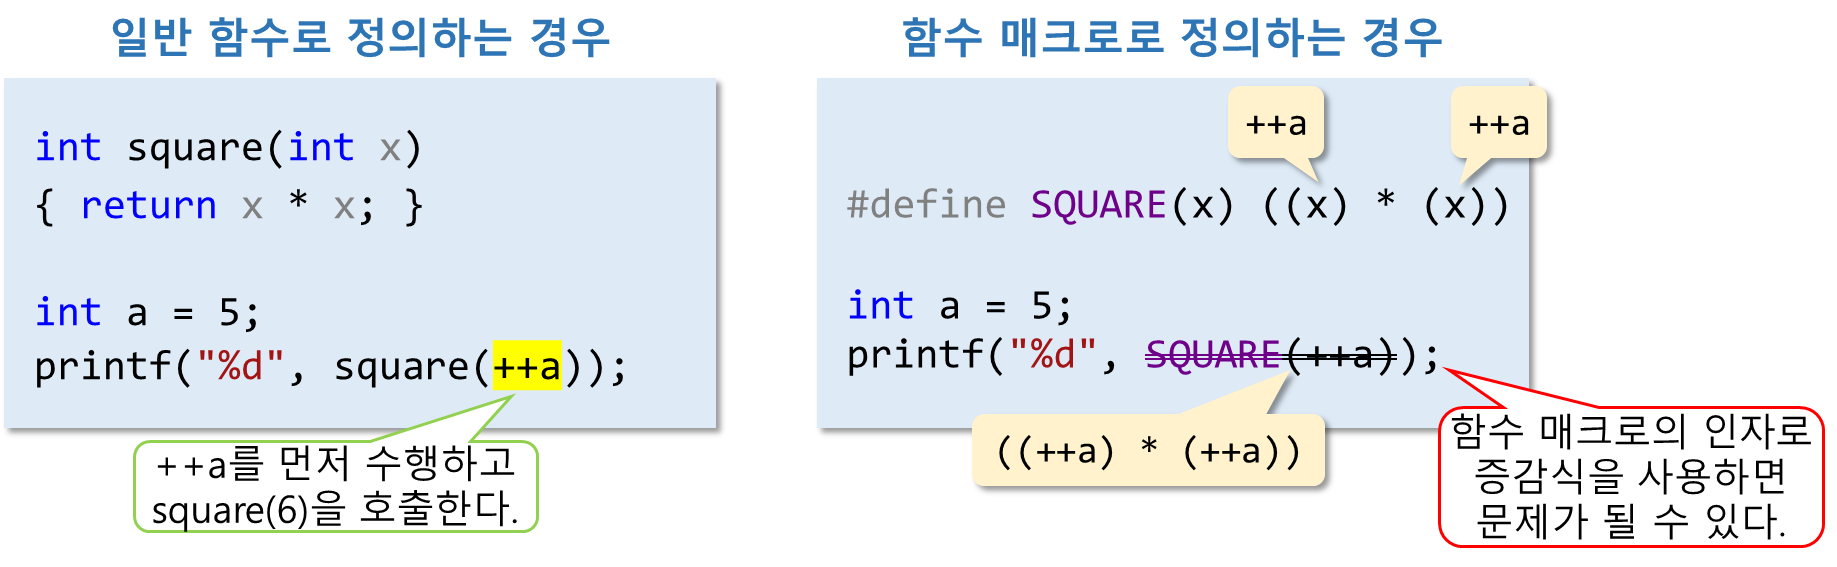 일반 함수로 정의하는 경우
int square(int x)
{ return x * x; }
int a = 5;
printf("%d", square(++a));
++a를 먼저 수행하고
square(6)을 호출한다.
함수 매크로로 정의하는 경우
++a
++a
#define SQUARE(x) ((x) * (x))
int a = 5;
printf("%d", SQUARE(++a));
((++a) * (++a))
함수 매크로의 인자로
증감식을 사용하면
문제가 될 수 있다.